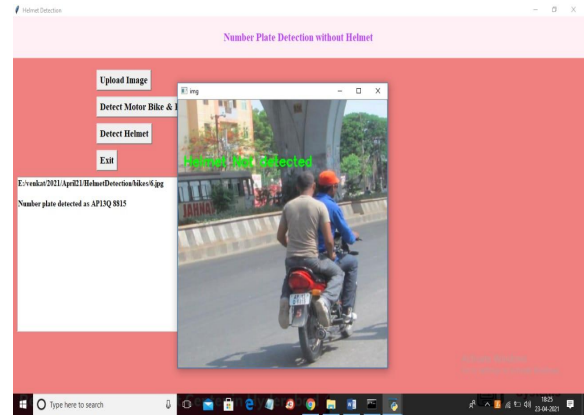 Helmet Detection
Number Plate Detection without Helmet
Upload Image
Detect Motor Bike &
Detect Helmet
Exit
E:/venkat/2021/April21/HelmetDetection/bikes/6.jpg
Number plate detected as AP13Q 8815
img
Helmet Not detected
JAHNAVI
Type here to search
18:25
23-04-2021